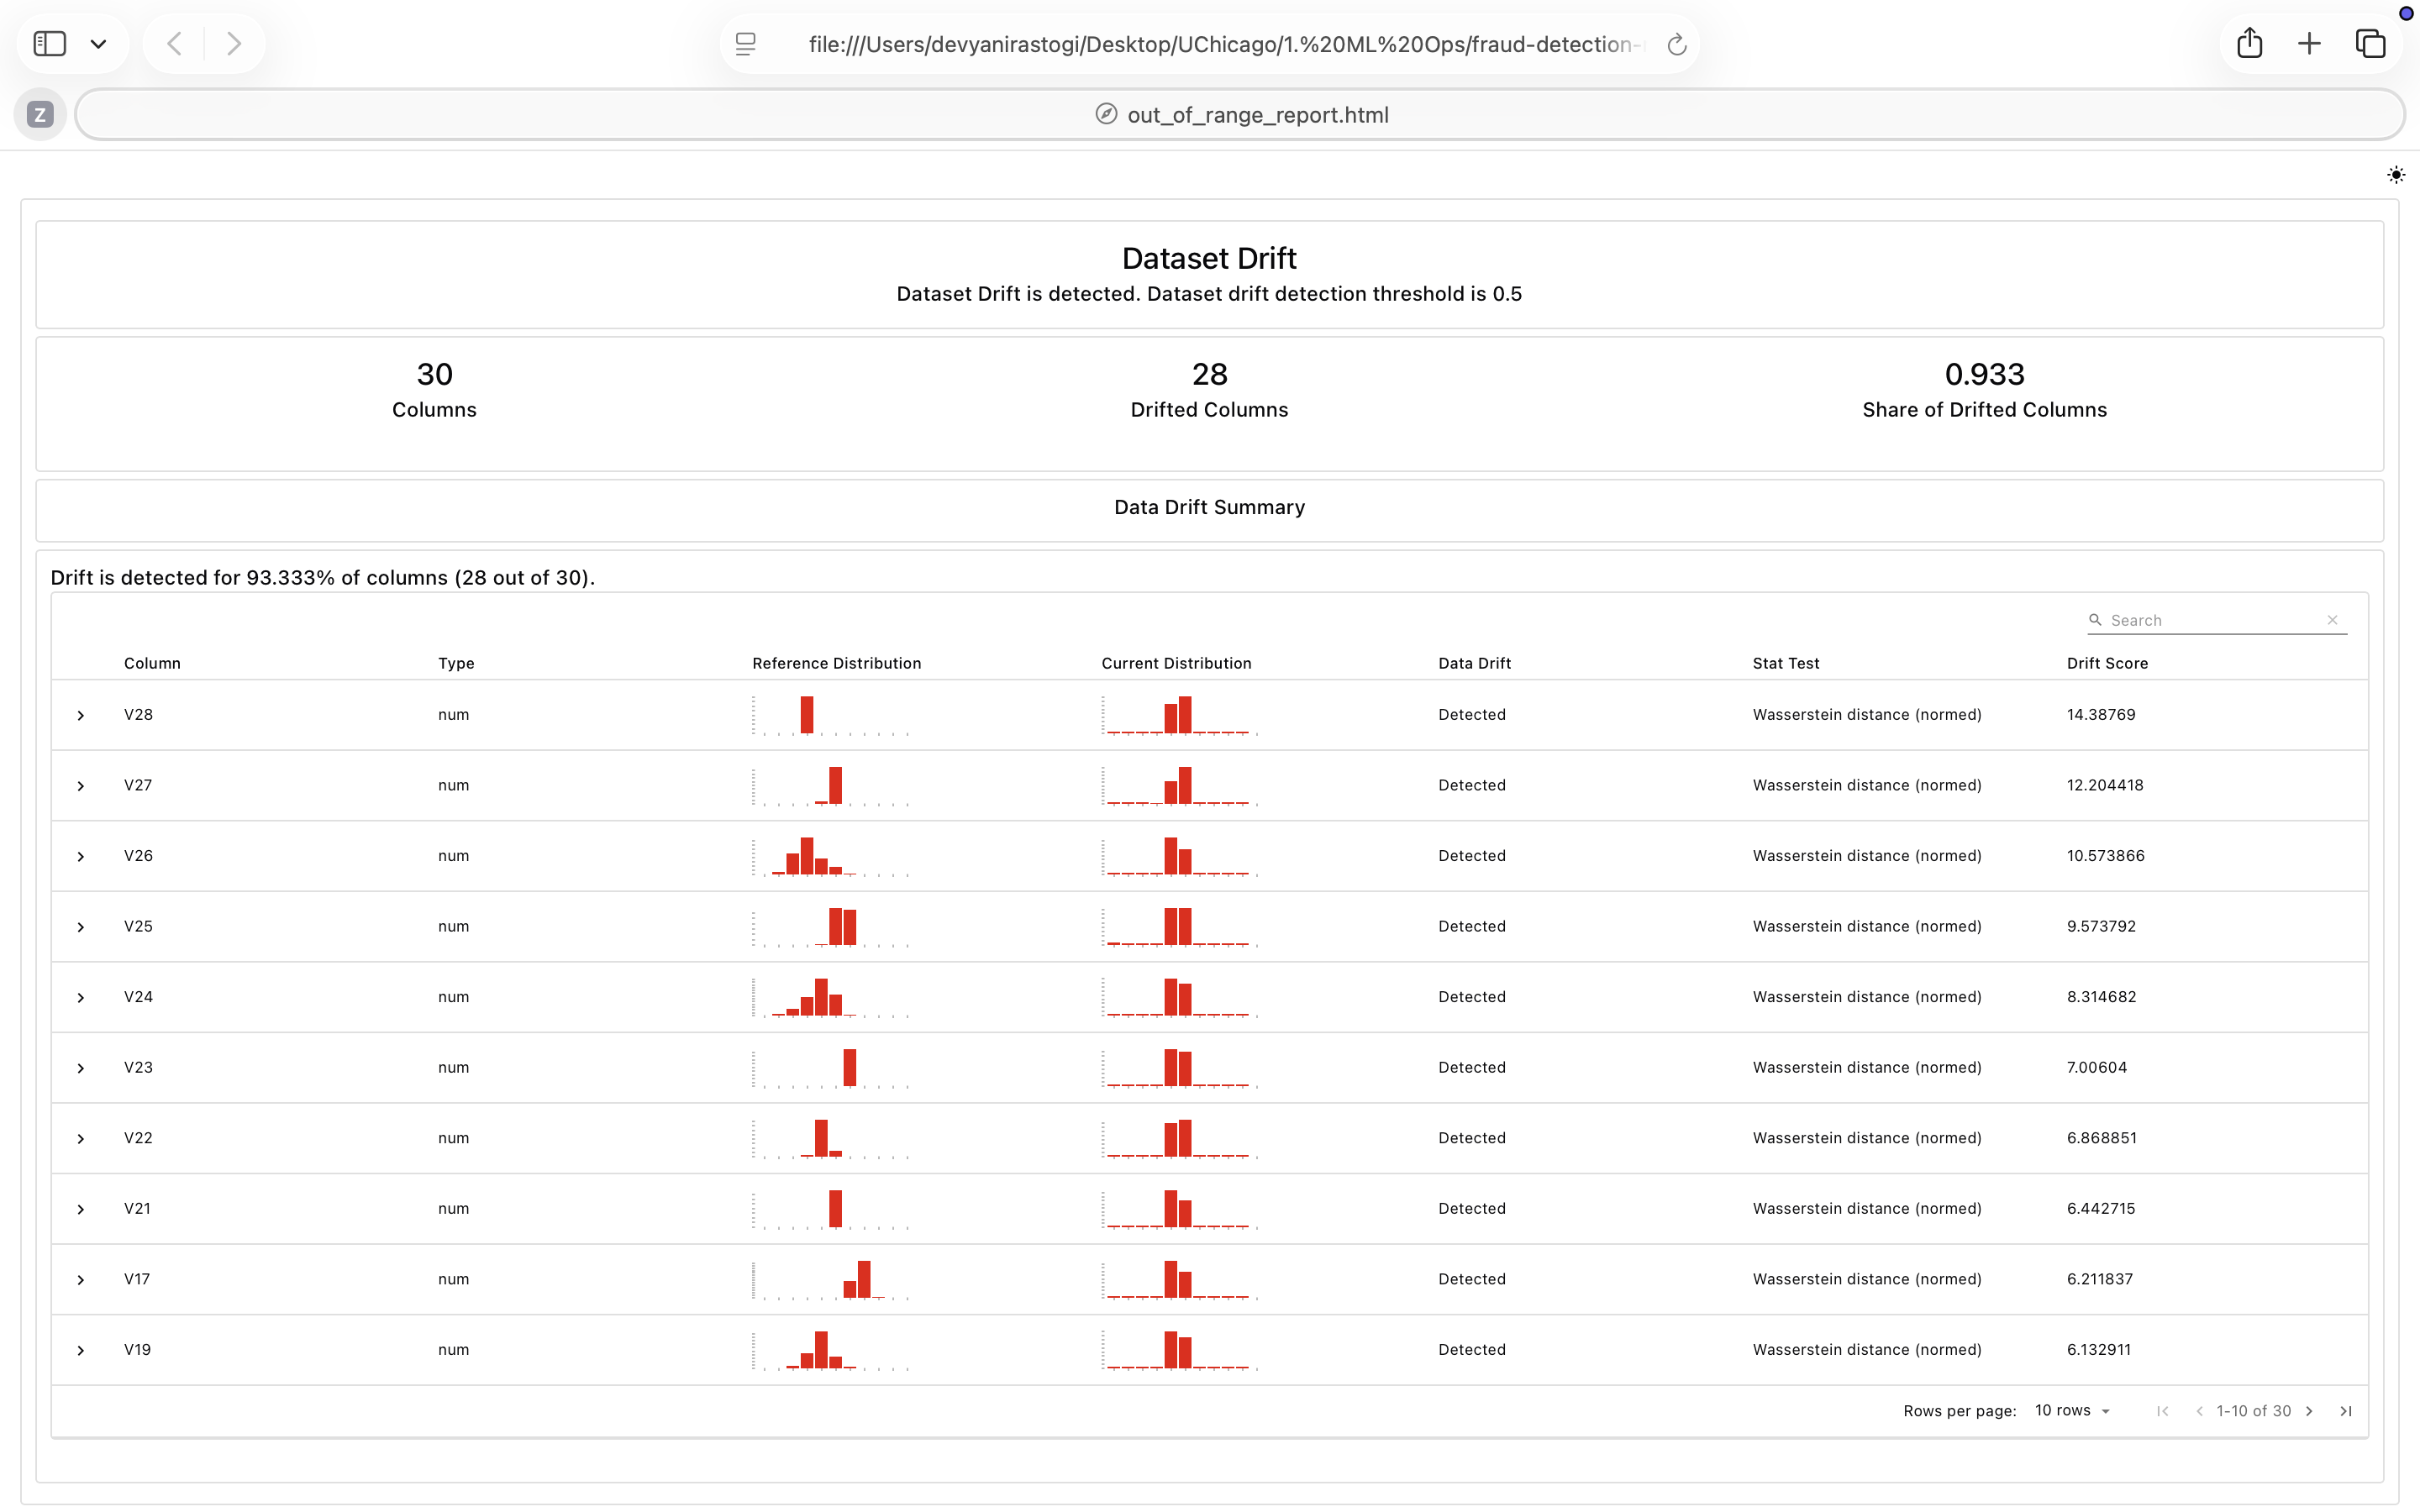 file:///Users/devyanirastogi/Desktop/UChicago/1.%20ML%20Ops/fraud-detection-
Z
out_of_range_report.html
Dataset Drift
Dataset Drift is detected. Dataset drift detection threshold is 0.5
30 28 0.933
Columns Drifted Columns Share of Drifted Columns
Data Drift Summary
Drift is detected for 93.333% of columns (28 out of 30).
Search
Column Type Reference Distribution Current Distribution Data Drift Stat Test Drift Score
V28 num Detected Wasserstein distance (normed) 14.38769
V27 num Detected Wasserstein distance (normed) 12.204418
V26 num Detected Wasserstein distance (normed) 10.573866
V25 num Detected Wasserstein distance (normed) 9.573792
V24 num Detected Wasserstein distance (normed) 8.314682
V23 num Detected Wasserstein distance (normed) 7.00604
V22 num Detected Wasserstein distance (normed) 6.868851
V21 num Detected Wasserstein distance (normed) 6.442715
V17 num Detected Wasserstein distance (normed) 6.211837
V19 num Detected Wasserstein distance (normed) 6.132911
Rows per page: 10 rows 1-10 of 30